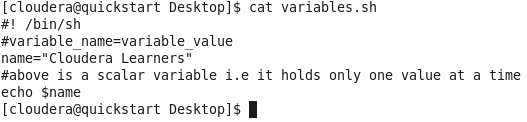 [cloudera@quickstart Desktop]$ cat variables.sh
#! /bin/sh
#variable_name=variable_value
name="Cloudera Learners"
#above is a scalar variable i.e it holds only one value at a time
echo $name
[cloudera@quickstart Desktop]$